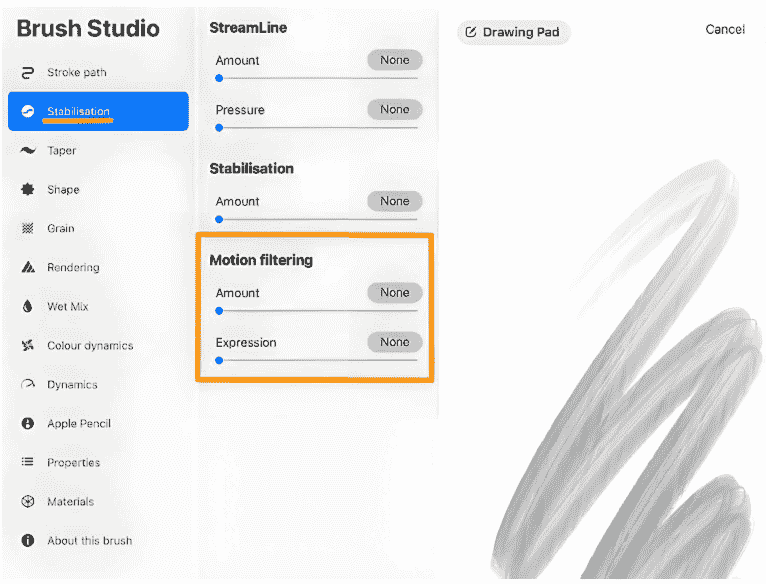 Brush Studio
Stroke path
Stabilisation
Taper
Shape
Grain
Rendering
Wet Mix
Colour dynamics
Dynamics
Apple Pencil
Properties
Materials
About this brush
StreamLine
Amount None
Pressure None
Stabilisation
Amount None
Motion filtering
Amount None
Expression None
Drawing Pad
Cancel